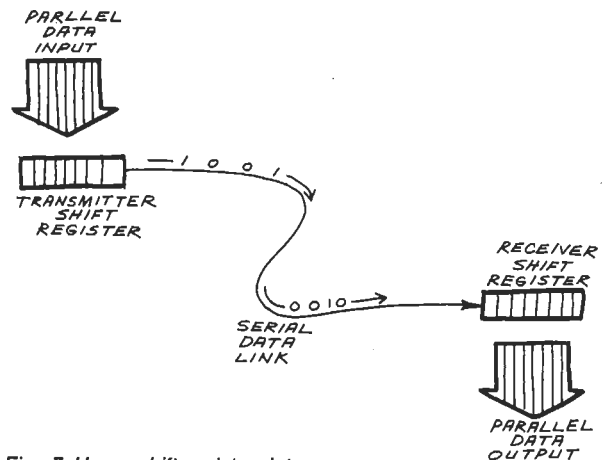 PARLLEL
DATA
INPUT
1 0 0 1
TRANSMITTER
SHIFT
REGISTER
RECEIVER
SHIFT
REGISTER
0 0 1 0
SERIAL
DATA
LINK
PARALLEL
DATA
OUTPUT